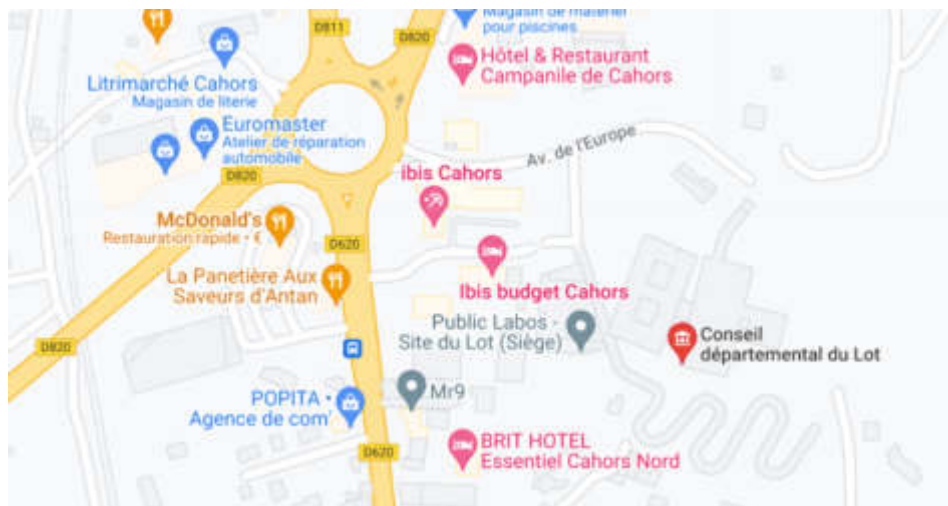 Magasin de matériel
pour piscines
D811
D820
Hôtel & Restaurant
Campanile de Cahors
Litrimarché Cahors
Magasin de literie
Euromaster
Atelier de réparation
automobile
Av. de l'Europe
D820
ibis Cahors
McDonald's
Restauration rapide • €
D620
La Panetière Aux
Saveurs d'Antan
Ibis budget Cahors
Public Labos -
Site du Lot (Siège)
Conseil
départemental du Lot
D820
POPITA •
Agence de com'
Mr9
D620
BRIT HOTEL
Essentiel Cahors Nord